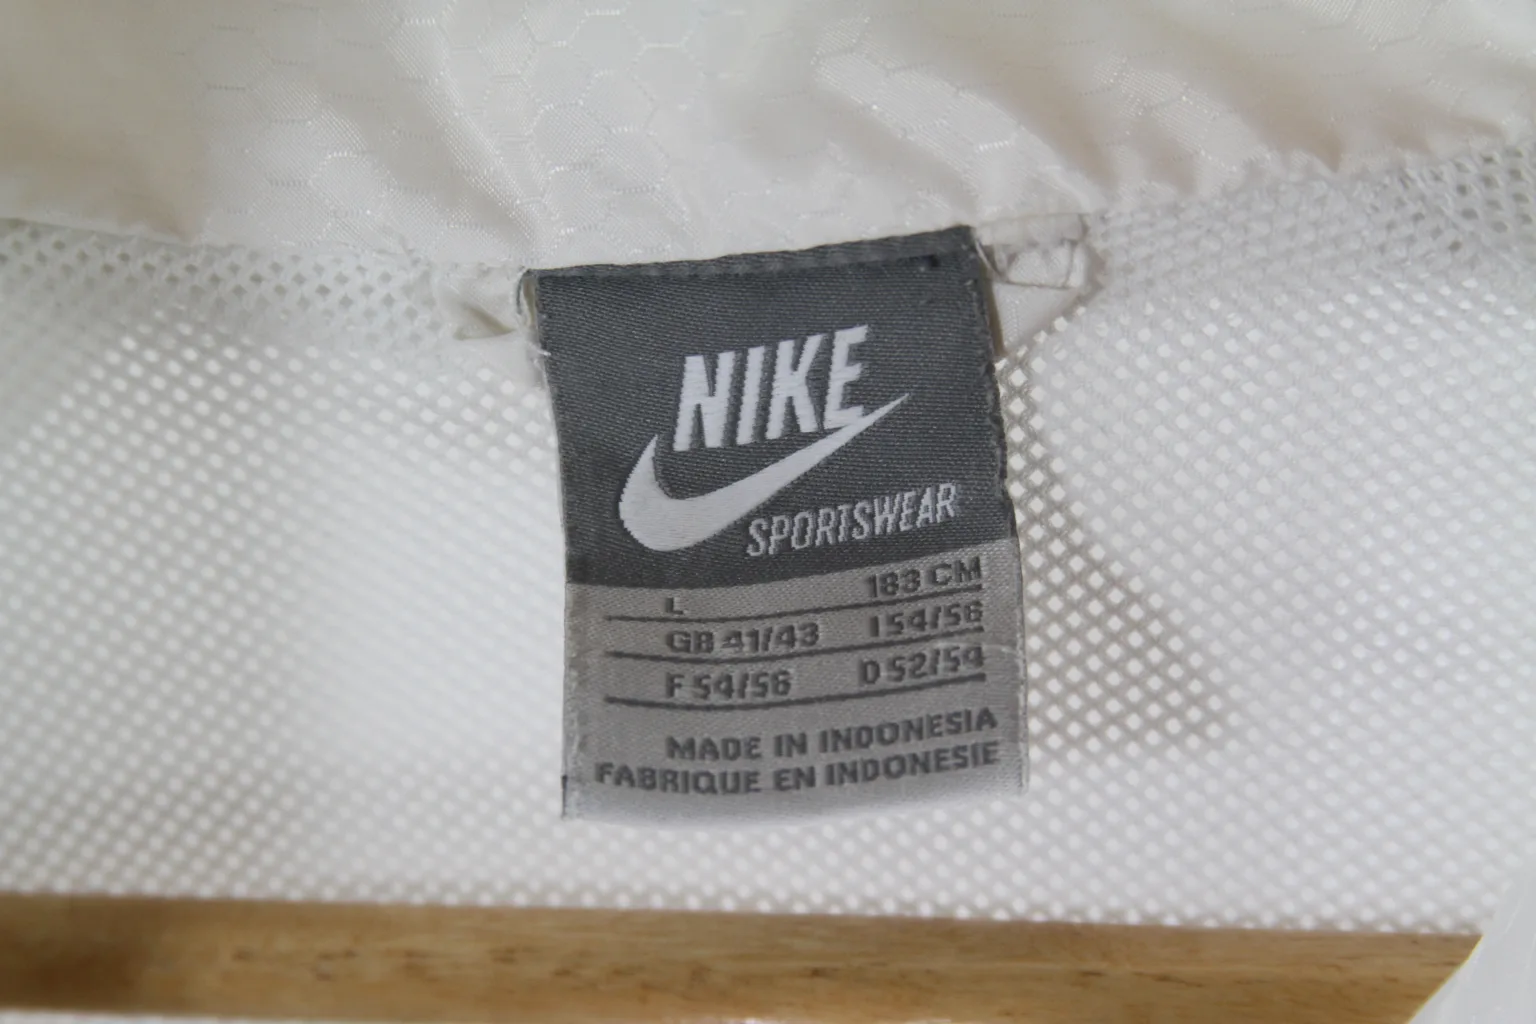 NIKE
SPORTSWEAR
L 183 CM
GB 41/43 I 54/56
F 54/56 D 52/54
MADE IN INDONESIA
FABRIQUE EN INDONESIE